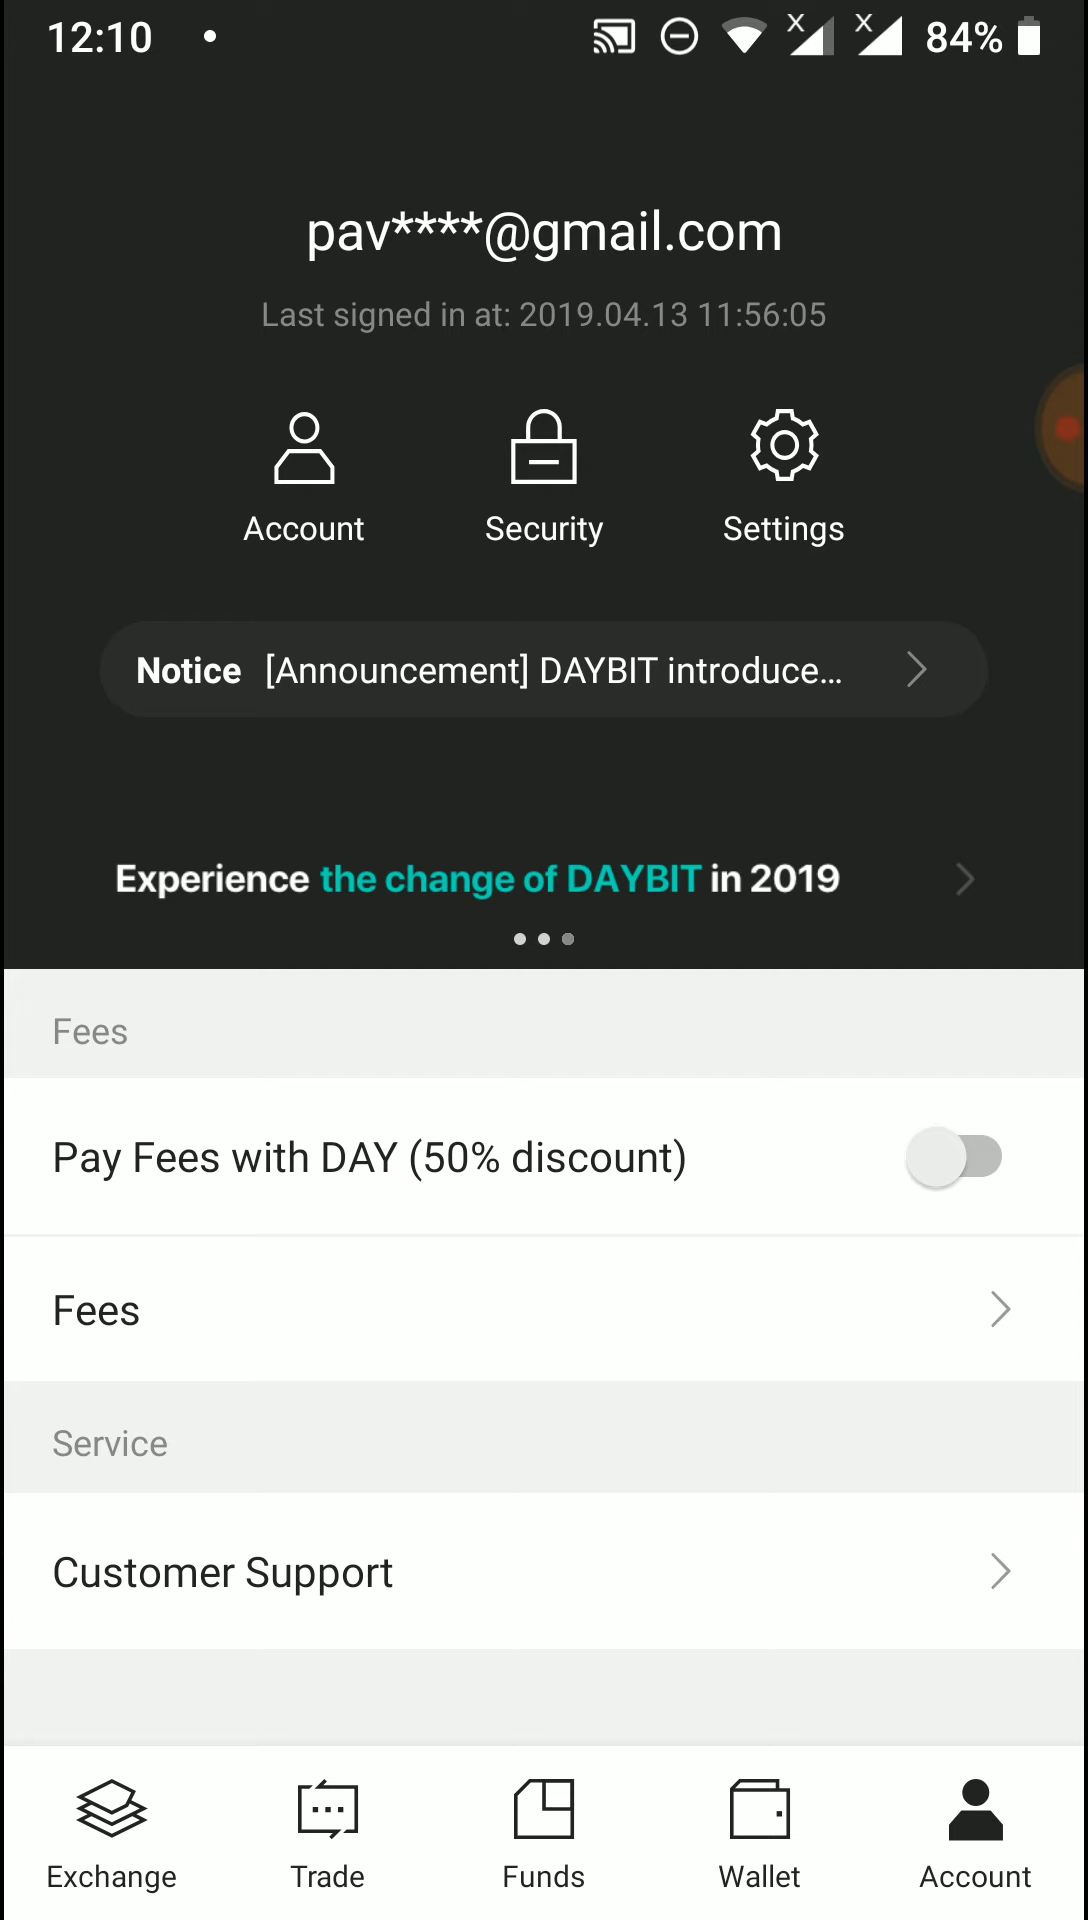 12:10
84%
pav****@gmail.com
Last signed in at: 2019.04.13 11:56:05
Account
Security
Settings
Notice [Announcement] DAYBIT introduce...
Experience the change of DAYBIT in 2019
Fees
Pay Fees with DAY (50% discount)
Fees
Service
Customer Support
Exchange
Trade
Funds
Wallet
Account